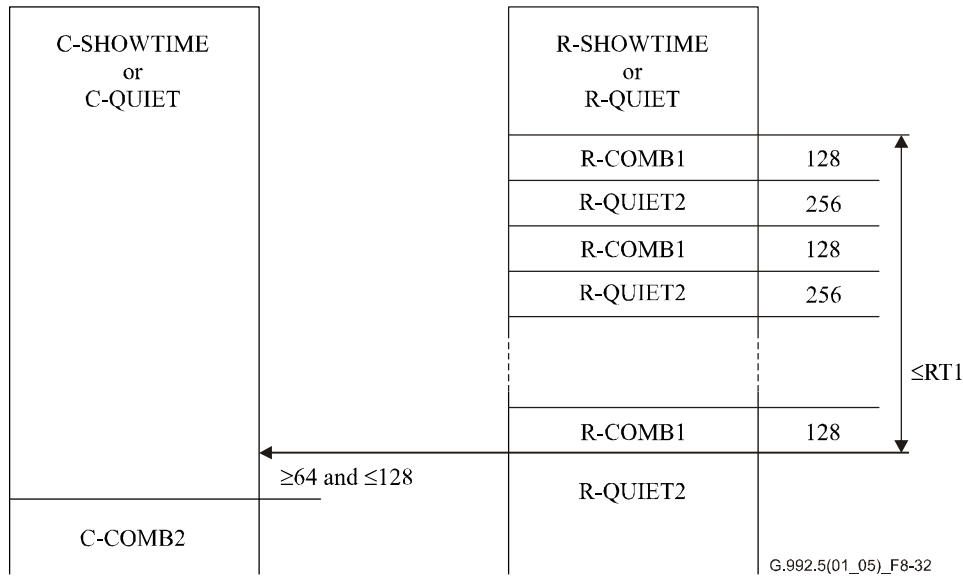 C-SHOWTIME
or
C-QUIET
R-SHOWTIME
or
R-QUIET
R-COMB1 128
R-QUIET2 256
R-COMB1 128
R-QUIET2 256
≤RT1
R-COMB1 128
≥64 and ≤128
R-QUIET2
C-COMB2
G.992.5(01_05)_F8-32